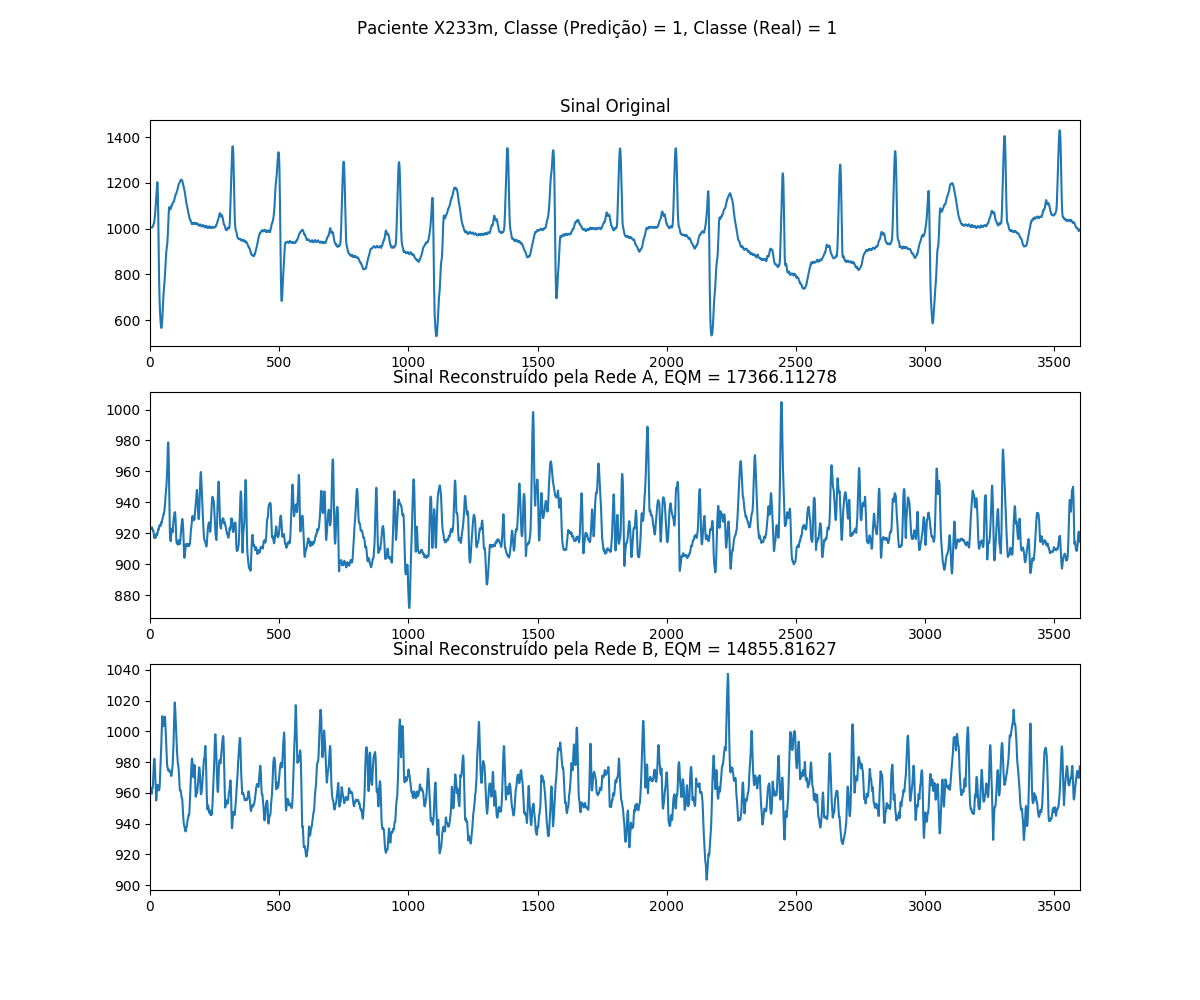 Paciente X233m, Classe (Predição) = 1, Classe (Real) = 1
Sinal Original
1400
1200
1000
800
600
0 500 1000 1500 2000 2500 3000 3500
Sinal Reconstruído pela Rede A, EQM = 17366.11278
1000
980
960
940
920
900
880
0 500 1000 1500 2000 2500 3000 3500
Sinal Reconstruído pela Rede B, EQM = 14855.81627
1040
1020
1000
980
960
940
920
900
0 500 1000 1500 2000 2500 3000 3500